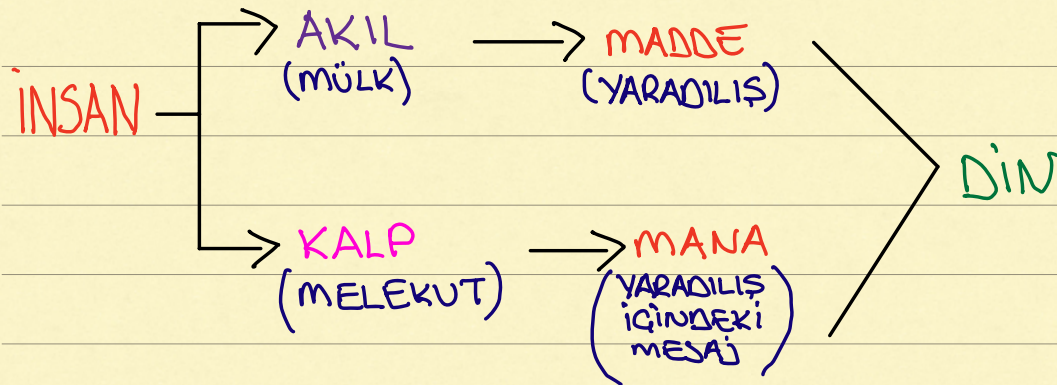 İNSAN
AKIL
(MÜLK)
MADDE
(YARADILIŞ)
KALP
(MELEKUT)
MANA
(YARADILIŞ
İÇİNDEKİ
MESAJ)
DİN